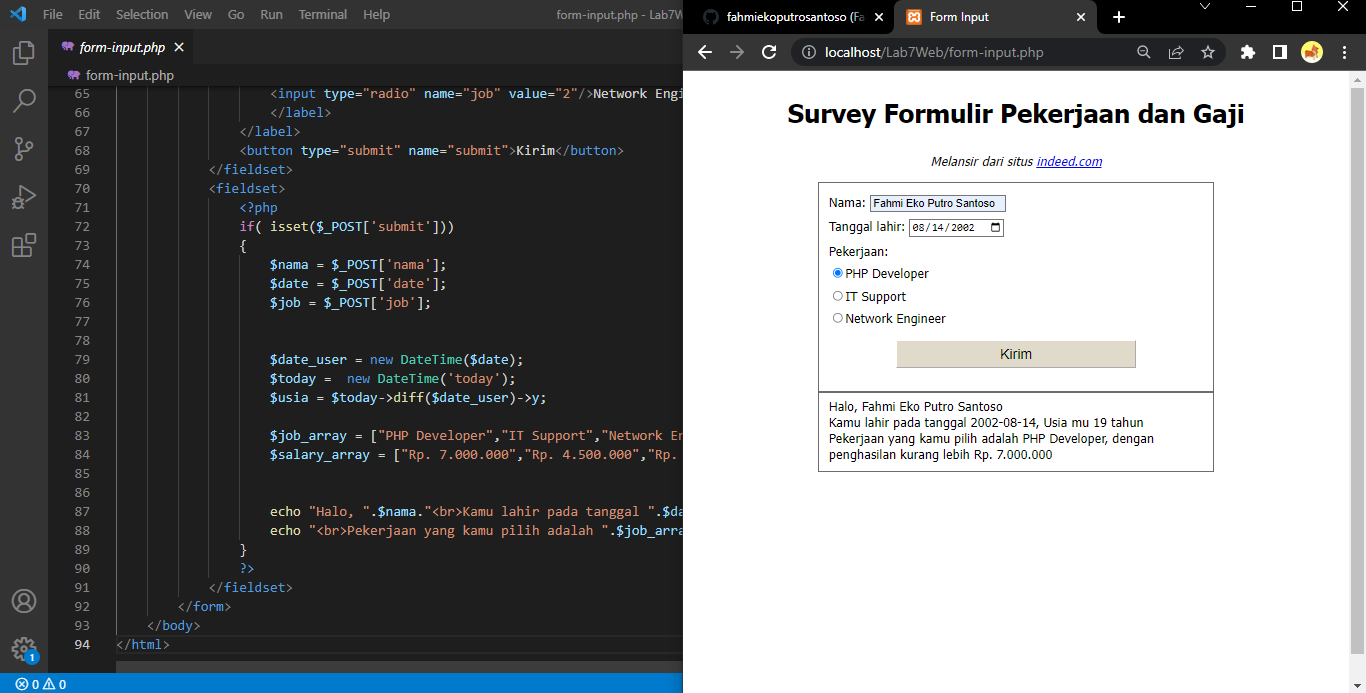 File Edit Selection View Go Run Terminal Help form-input.php - Lab7W
form-input.php
form-input.php
65 <input type="radio" name="job" value="2"/>Network Engi
66 </label>
67 </label>
68 <button type="submit" name="submit">Kirim</button>
69 </fieldset>
70 <fieldset>
71 <?php
72 if( isset($_POST['submit']))
73 {
74 $nama = $_POST['nama'];
75 $date = $_POST['date'];
76 $job = $_POST['job'];
77
78
79 $date_user = new DateTime($date);
80 $today =  new DateTime('today');
81 $usia = $today->diff($date_user)->y;
82
83 $job_array = ["PHP Developer","IT Support","Network En
84 $salary_array = ["Rp. 7.000.000","Rp. 4.500.000","Rp.
85
86
87 echo "Halo, ".$nama."<br>Kamu lahir pada tanggal ".$da
88 echo "<br>Pekerjaan yang kamu pilih adalah ".$job_arra
89 }
90 ?>
91 </fieldset>
92 </form>
93 </body>
94 </html>
1
0 0
fahmiekoputrosantoso (Fa
Form Input
localhost/Lab7Web/form-input.php
Survey Formulir Pekerjaan dan Gaji
Melansir dari situs indeed.com
Nama: Fahmi Eko Putro Santoso
Tanggal lahir: 08/14/2002
Pekerjaan:
PHP Developer
IT Support
Network Engineer
Kirim
Halo, Fahmi Eko Putro Santoso
Kamu lahir pada tanggal 2002-08-14, Usia mu 19 tahun
Pekerjaan yang kamu pilih adalah PHP Developer, dengan
penghasilan kurang lebih Rp. 7.000.000